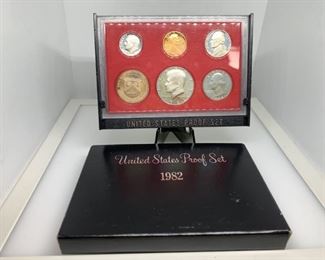 UNITED STATES PROOF SET
United States Proof Set
1982